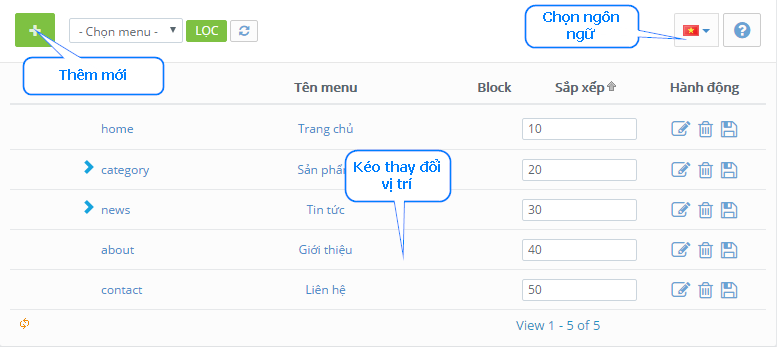 - Chọn menu -
LỌC
Chọn ngôn
ngữ
?
Thêm mới
Tên menu Block Sắp xếp Hành động
home Trang chủ 10
category Sản phẩm 20
Kéo thay đổi
vị trí
news Tin tức 30
about Giới thiệu 40
contact Liên hệ 50
View 1 - 5 of 5